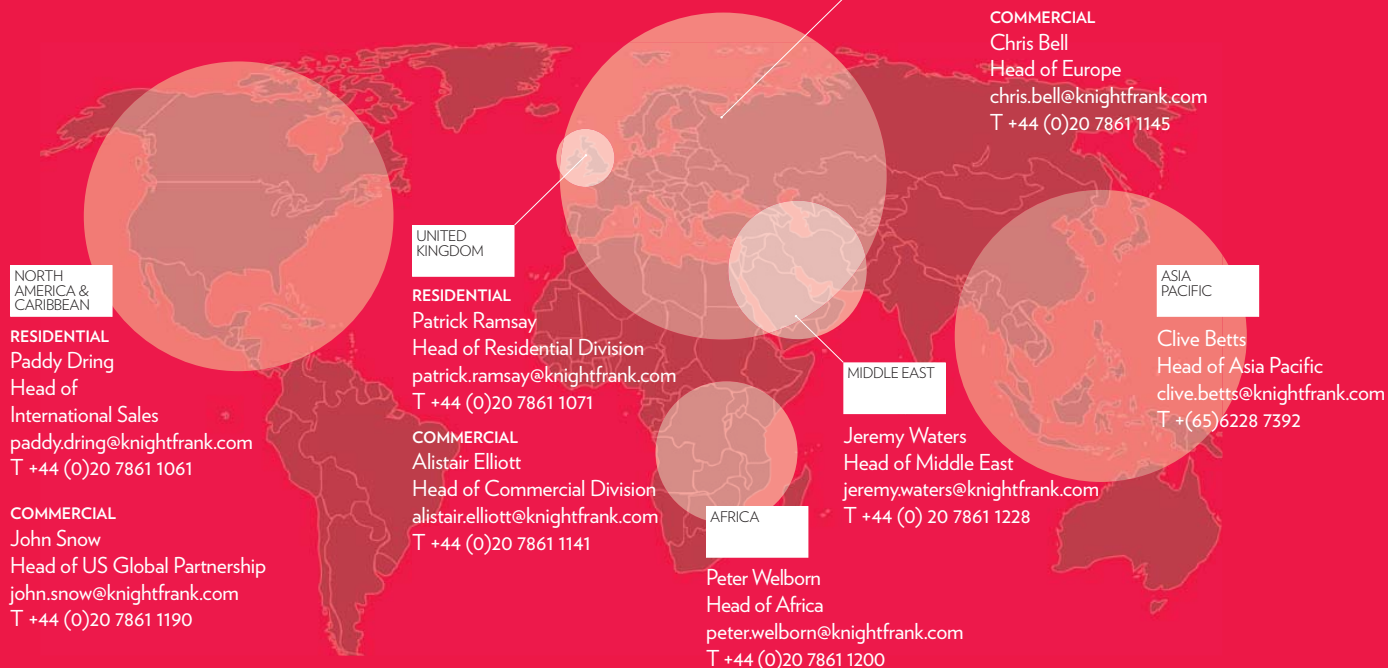 COMMERCIAL
Chris Bell
Head of Europe
chris.bell@knightfrank.com
T +44 (0)20 7861 1145
NORTH
AMERICA &
CARIBBEAN
RESIDENTIAL
Paddy Dring
Head of
International Sales
paddy.dring@knightfrank.com
T +44 (0)20 7861 1061
COMMERCIAL
John Snow
Head of US Global Partnership
john.snow@knightfrank.com
T +44 (0)20 7861 1190
UNITED
KINGDOM
RESIDENTIAL
Patrick Ramsay
Head of Residential Division
patrick.ramsay@knightfrank.com
T +44 (0)20 7861 1071
COMMERCIAL
Alistair Elliott
Head of Commercial Division
alistair.elliott@knightfrank.com
T +44 (0)20 7861 1141
AFRICA
Peter Welborn
Head of Africa
peter.welborn@knightfrank.com
T +44 (0)20 7861 1200
MIDDLE EAST
Jeremy Waters
Head of Middle East
jeremy.waters@knightfrank.com
T +44 (0) 20 7861 1228
ASIA
PACIFIC
Clive Betts
Head of Asia Pacific
clive.betts@knightfrank.com
T +(65)6228 7392